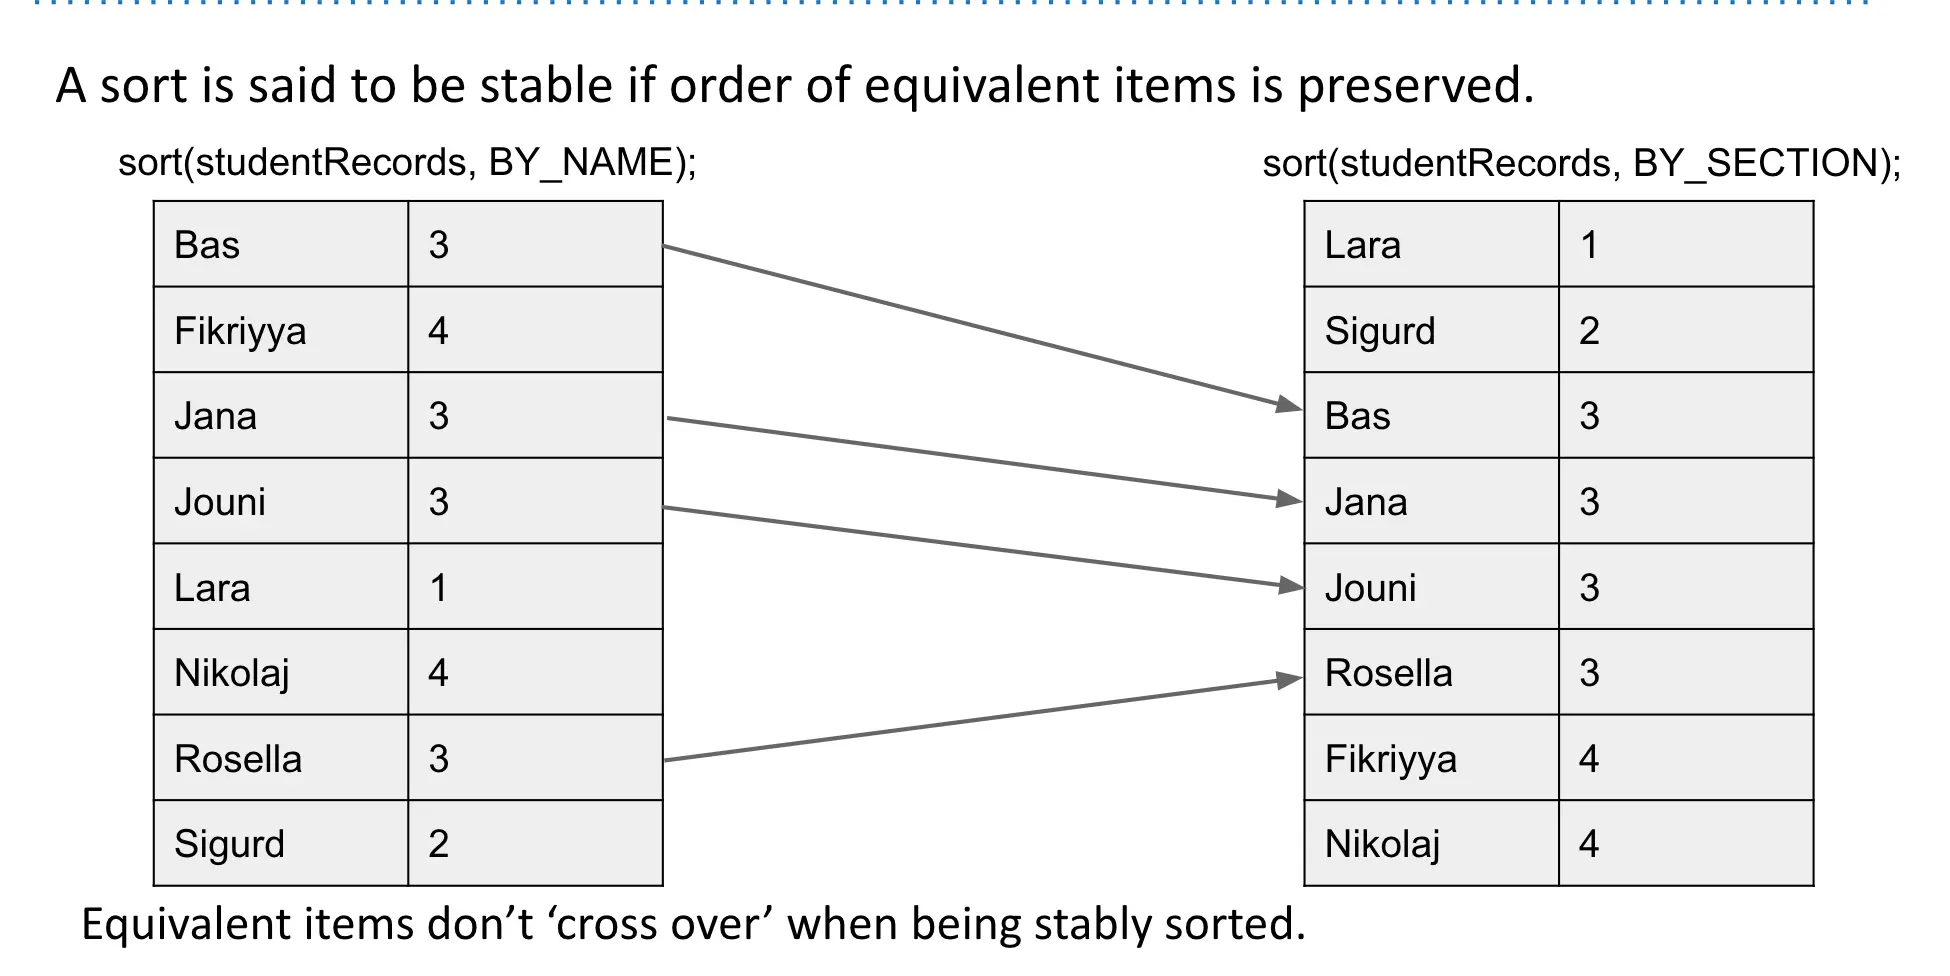 A sort is said to be stable if order of equivalent items is preserved.
sort(studentRecords, BY_NAME);
Bas 3
Fikriyya 4
Jana 3
Jouni 3
Lara 1
Nikolaj 4
Rosella 3
Sigurd 2
sort(studentRecords, BY_SECTION);
Lara 1
Sigurd 2
Bas 3
Jana 3
Jouni 3
Rosella 3
Fikriyya 4
Nikolaj 4
Equivalent items don’t ‘cross over’ when being stably sorted.